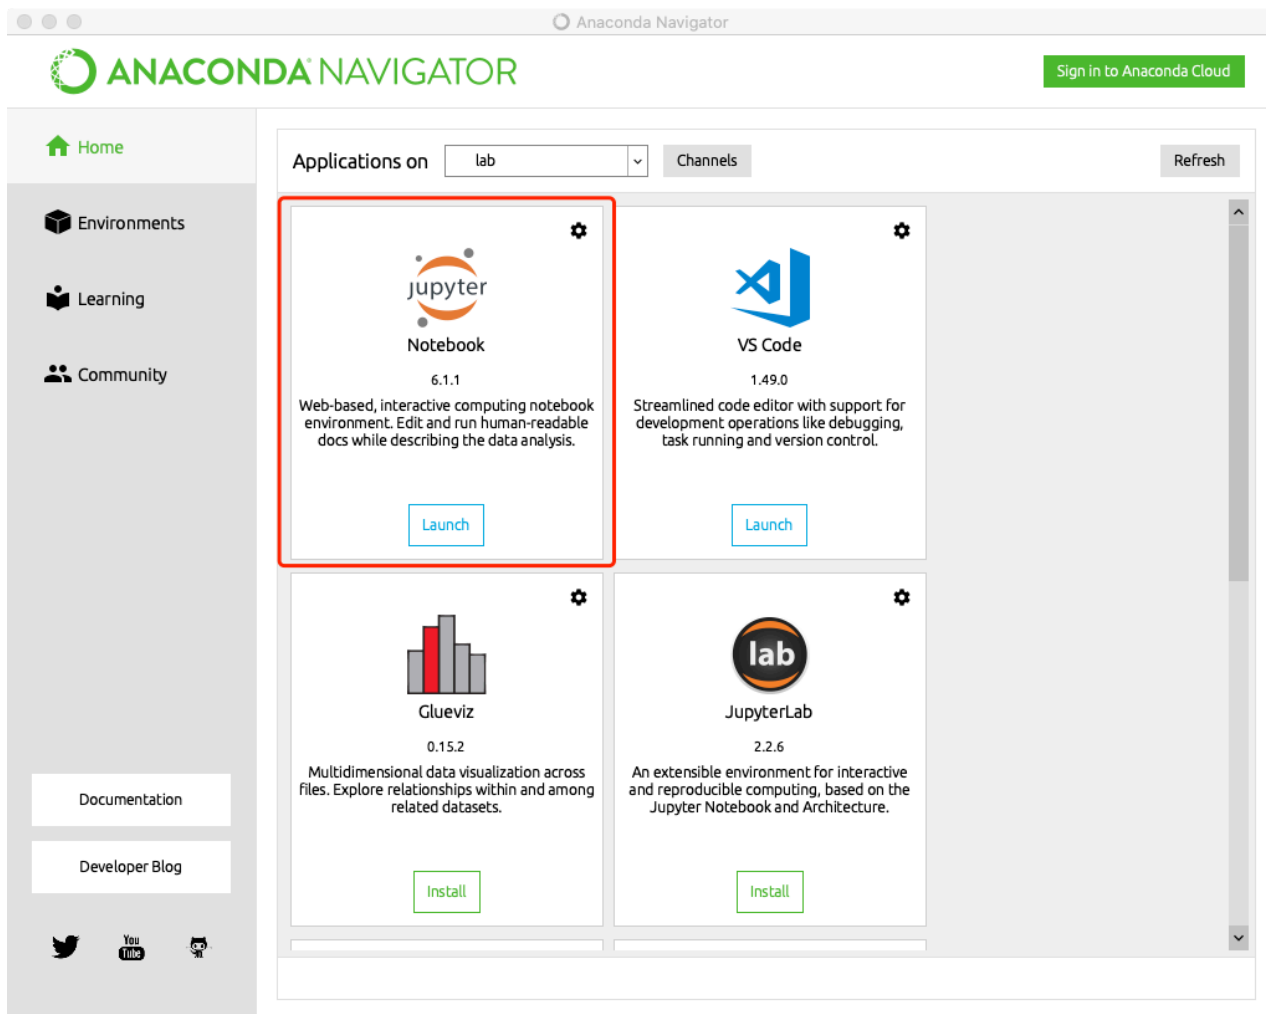 Anaconda Navigator
ANACONDA NAVIGATOR
Sign in to Anaconda Cloud
Home
Environments
Learning
Community
Documentation
Developer Blog
You
Tube
Applications on
lab
Channels
Refresh
jupyter
Notebook
6.1.1
Web-based, interactive computing notebook
environment. Edit and run human-readable
docs while describing the data analysis.
Launch
VS Code
1.49.0
Streamlined code editor with support for
development operations like debugging,
task running and version control.
Launch
Glueviz
0.15.2
Multidimensional data visualization across
files. Explore relationships within and among
related datasets.
Install
lab
JupyterLab
2.2.6
An extensible environment for interactive
and reproducible computing, based on the
Jupyter Notebook and Architecture.
Install